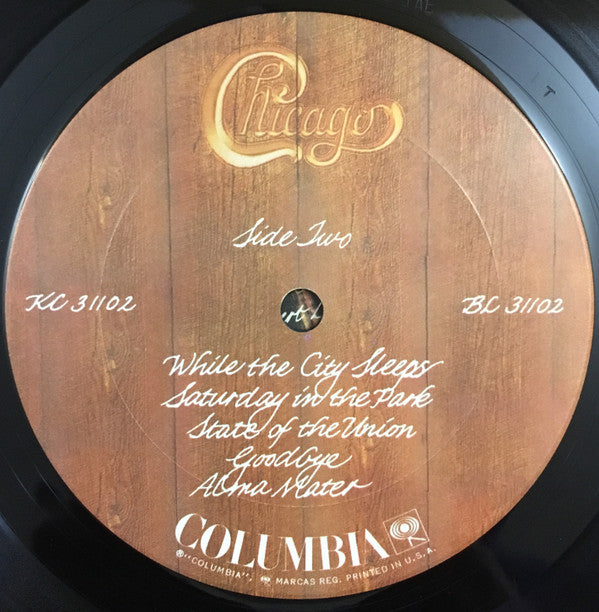 Chicago
Side Two
KC 31102
BL 31102
While the City Sleeps
Saturday in the Park
State of the Union
Goodbye
Alma Mater
COLUMBIA
®"COLUMBIA", MARCAS REG. PRINTED IN U.S.A.